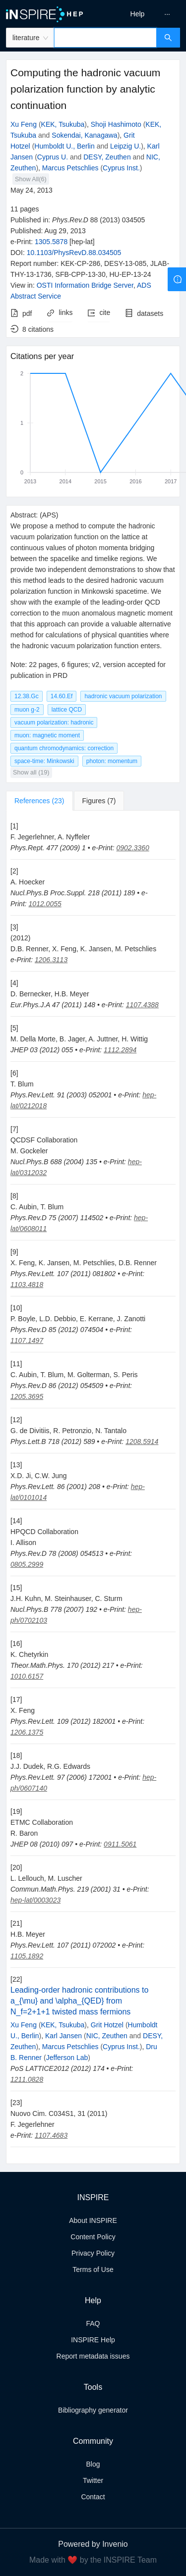 iNSPIRE HEP
Help
...
literature
Computing the hadronic vacuum
polarization function by analytic
continuation
Xu Feng (KEK, Tsukuba), Shoji Hashimoto (KEK,
Tsukuba and Sokendai, Kanagawa), Grit
Hotzel (Humboldt U., Berlin and Leipzig U.), Karl
Jansen (Cyprus U. and DESY, Zeuthen and NIC,
Zeuthen), Marcus Petschlies (Cyprus Inst.)
Show All(6)
May 24, 2013
11 pages
Published in: Phys.Rev.D 88 (2013) 034505
Published: Aug 29, 2013
e-Print: 1305.5878 [hep-lat]
DOI: 10.1103/PhysRevD.88.034505
Report number: KEK-CP-286, DESY-13-085, JLAB-
THY-13-1736, SFB-CPP-13-30, HU-EP-13-24
View in: OSTI Information Bridge Server, ADS
Abstract Service
pdf links cite datasets
8 citations
Citations per year
2
1
0
2013 2014 2015 2016 2017
Abstract: (APS)
We propose a method to compute the hadronic
vacuum polarization function on the lattice at
continuous values of photon momenta bridging
between the spacelike and timelike regions. We
provide two independent demonstrations to show that
this approach leads to the desired hadronic vacuum
polarization function in Minkowski spacetime. We
show with the example of the leading-order QCD
correction to the muon anomalous magnetic moment
that this approach can provide a valuable alternative
method for calculations of physical quantities where
the hadronic vacuum polarization function enters.
Note: 22 pages, 6 figures; v2, version accepted for
publication in PRD
12.38.Gc
14.60.Ef
hadronic vacuum polarization
muon g-2
lattice QCD
vacuum polarization: hadronic
muon: magnetic moment
quantum chromodynamics: correction
space-time: Minkowski
photon: momentum
Show all (19)
References (23)
Figures (7)
[1]
F. Jegerlehner, A. Nyffeler
Phys.Rept. 477 (2009) 1 • e-Print: 0902.3360
[2]
A. Hoecker
Nucl.Phys.B Proc.Suppl. 218 (2011) 189 • e-
Print: 1012.0055
[3]
(2012)
D.B. Renner, X. Feng, K. Jansen, M. Petschlies
e-Print: 1206.3113
[4]
D. Bernecker, H.B. Meyer
Eur.Phys.J.A 47 (2011) 148 • e-Print: 1107.4388
[5]
M. Della Morte, B. Jager, A. Juttner, H. Wittig
JHEP 03 (2012) 055 • e-Print: 1112.2894
[6]
T. Blum
Phys.Rev.Lett. 91 (2003) 052001 • e-Print: hep-
lat/0212018
[7]
QCDSF Collaboration
M. Gockeler
Nucl.Phys.B 688 (2004) 135 • e-Print: hep-
lat/0312032
[8]
C. Aubin, T. Blum
Phys.Rev.D 75 (2007) 114502 • e-Print: hep-
lat/0608011
[9]
X. Feng, K. Jansen, M. Petschlies, D.B. Renner
Phys.Rev.Lett. 107 (2011) 081802 • e-Print:
1103.4818
[10]
P. Boyle, L.D. Debbio, E. Kerrane, J. Zanotti
Phys.Rev.D 85 (2012) 074504 • e-Print:
1107.1497
[11]
C. Aubin, T. Blum, M. Golterman, S. Peris
Phys.Rev.D 86 (2012) 054509 • e-Print:
1205.3695
[12]
G. de Divitiis, R. Petronzio, N. Tantalo
Phys.Lett.B 718 (2012) 589 • e-Print: 1208.5914
[13]
X.D. Ji, C.W. Jung
Phys.Rev.Lett. 86 (2001) 208 • e-Print: hep-
lat/0101014
[14]
HPQCD Collaboration
I. Allison
Phys.Rev.D 78 (2008) 054513 • e-Print:
0805.2999
[15]
J.H. Kuhn, M. Steinhauser, C. Sturm
Nucl.Phys.B 778 (2007) 192 • e-Print: hep-
ph/0702103
[16]
K. Chetyrkin
Theor.Math.Phys. 170 (2012) 217 • e-Print:
1010.6157
[17]
X. Feng
Phys.Rev.Lett. 109 (2012) 182001 • e-Print:
1206.1375
[18]
J.J. Dudek, R.G. Edwards
Phys.Rev.Lett. 97 (2006) 172001 • e-Print: hep-
ph/0607140
[19]
ETMC Collaboration
R. Baron
JHEP 08 (2010) 097 • e-Print: 0911.5061
[20]
L. Lellouch, M. Luscher
Commun.Math.Phys. 219 (2001) 31 • e-Print:
hep-lat/0003023
[21]
H.B. Meyer
Phys.Rev.Lett. 107 (2011) 072002 • e-Print:
1105.1892
[22]
Leading-order hadronic contributions to
a_{\mu} and \alpha_{QED} from
N_f=2+1+1 twisted mass fermions
Xu Feng (KEK, Tsukuba), Grit Hotzel (Humboldt
U., Berlin), Karl Jansen (NIC, Zeuthen and DESY,
Zeuthen), Marcus Petschlies (Cyprus Inst.), Dru
B. Renner (Jefferson Lab)
PoS LATTICE2012 (2012) 174 • e-Print:
1211.0828
[23]
Nuovo Cim. C034S1, 31 (2011)
F. Jegerlehner
e-Print: 1107.4683
INSPIRE
About INSPIRE
Content Policy
Privacy Policy
Terms of Use
Help
FAQ
INSPIRE Help
Report metadata issues
Tools
Bibliography generator
Community
Blog
Twitter
Contact
Powered by Invenio
Made with ❤️ by the INSPIRE Team